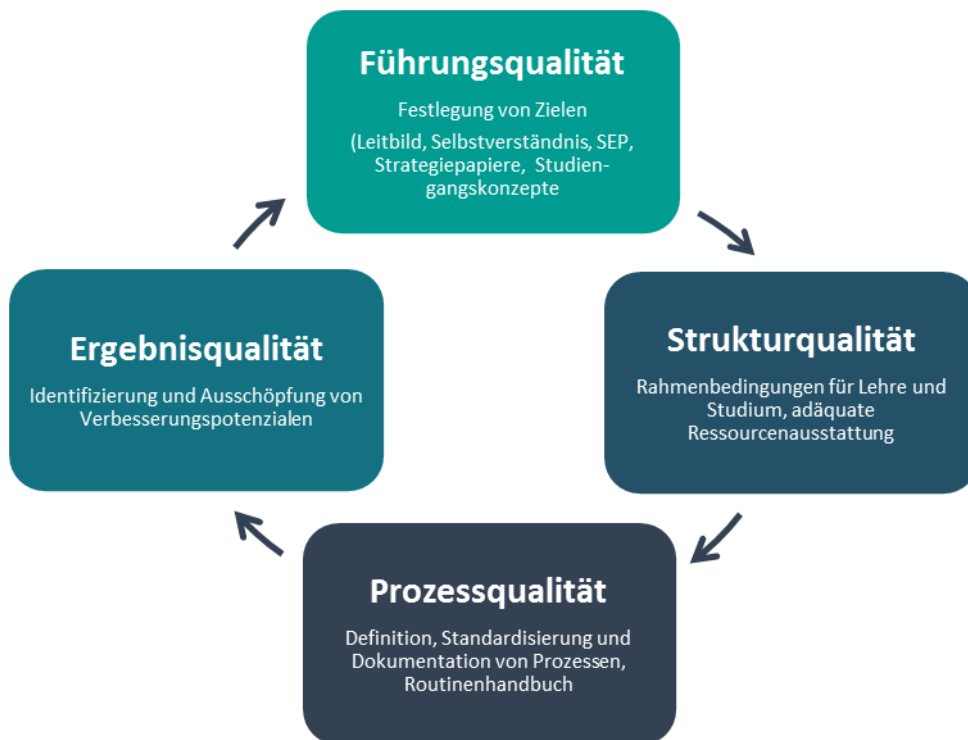 Führungsqualität
Festlegung von Zielen
(Leitbild, Selbstverständnis, SEP,
Strategiepapiere, Studien-
gangskonzepte
Ergebnisqualität
Identifizierung und Ausschöpfung von
Verbesserungspotenzialen
Strukturqualität
Rahmenbedingungen für Lehre und
Studium, adäquate
Ressourcenausstattung
Prozessqualität
Definition, Standardisierung und
Dokumentation von Prozessen,
Routinenhandbuch